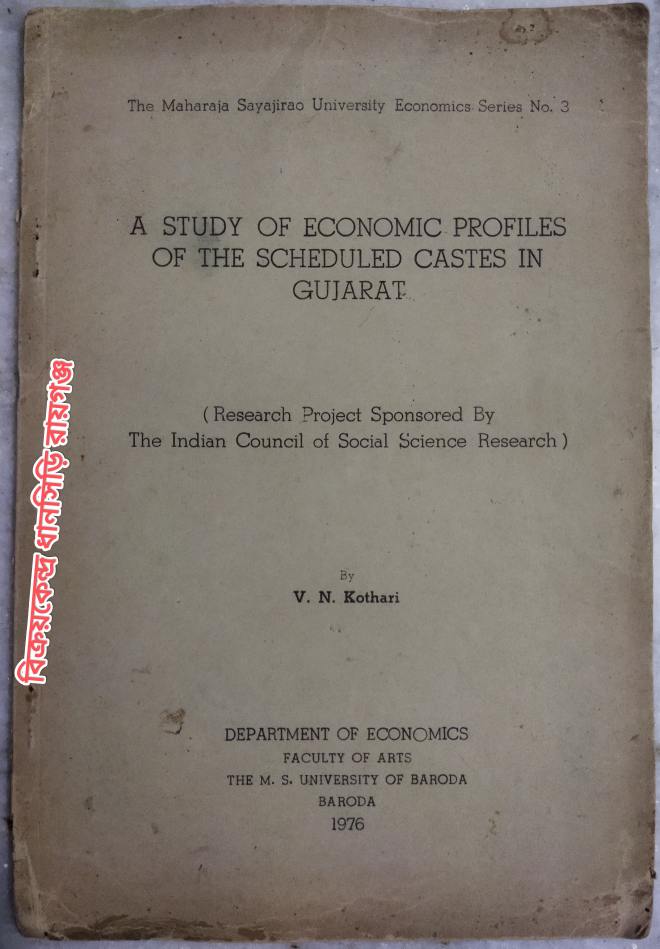 The Maharaja Sayajirao University Economics Series No. 3
A STUDY OF ECONOMIC PROFILES
OF THE SCHEDULED CASTES IN
GUJARAT
(Research Project Sponsored By
The Indian Council of Social Science Research)
By
V. N. Kothari
DEPARTMENT OF ECONOMICS
FACULTY OF ARTS
THE M. S. UNIVERSITY OF BARODA
BARODA
1976
বিক্রয়কেন্দ্র ধানসিড়ি রায়গঞ্জ